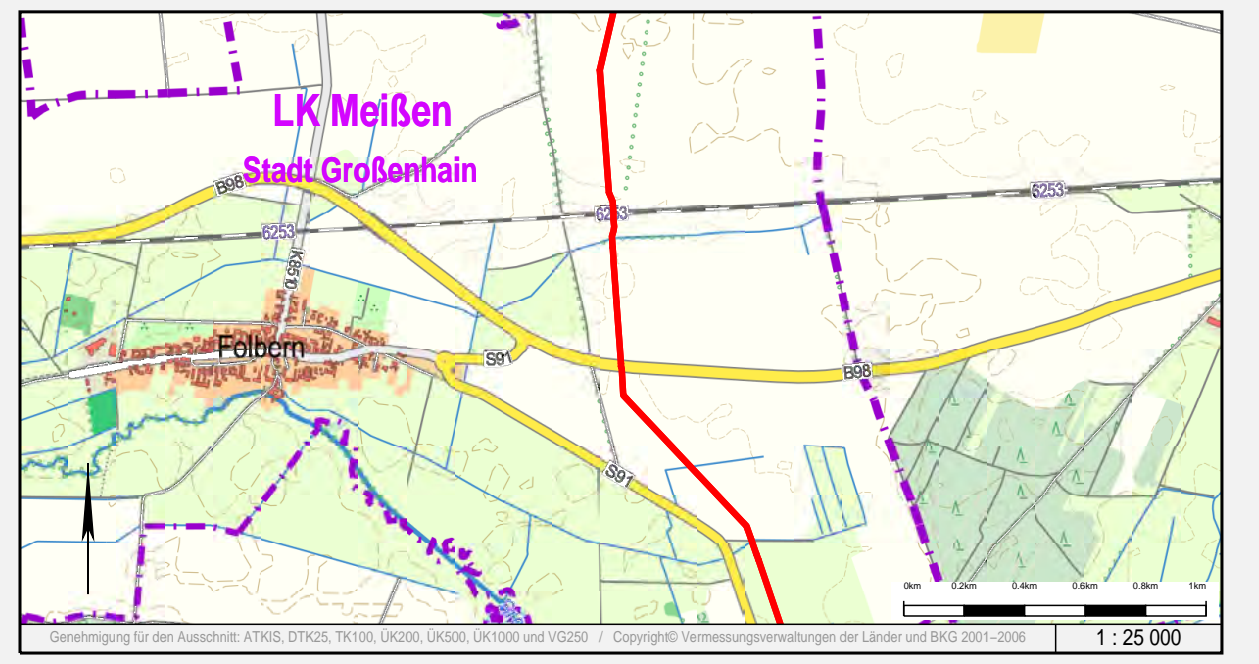 LK Meißen
Stadt Großenhain
B98
6253
6253
6253
K8510
Folbern
S91
B98
S91
0km 0.2km 0.4km 0.6km 0.8km 1km
Genehmigung für den Ausschnitt: ATKIS, DTK25, TK100, ÜK200, ÜK500, ÜK1000 und VG250 / Copyright© Vermessungsverwaltungen der Länder und BKG 2001–2006
1 : 25 000